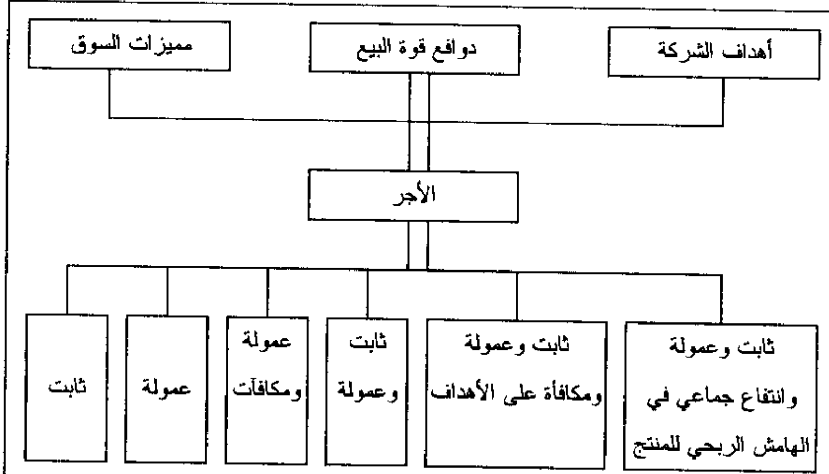 أهداف الشركة
دوافع قوة البيع
مميزات السوق
الأجر
ثابت وعمولة
وانتفاع جماعي في
الهامش الربحي للمنتج
ثابت وعمولة
ومكافأة على الأهداف
ثابت
وعمولة
عمولة
ومكافآت
عمولة
ثابت